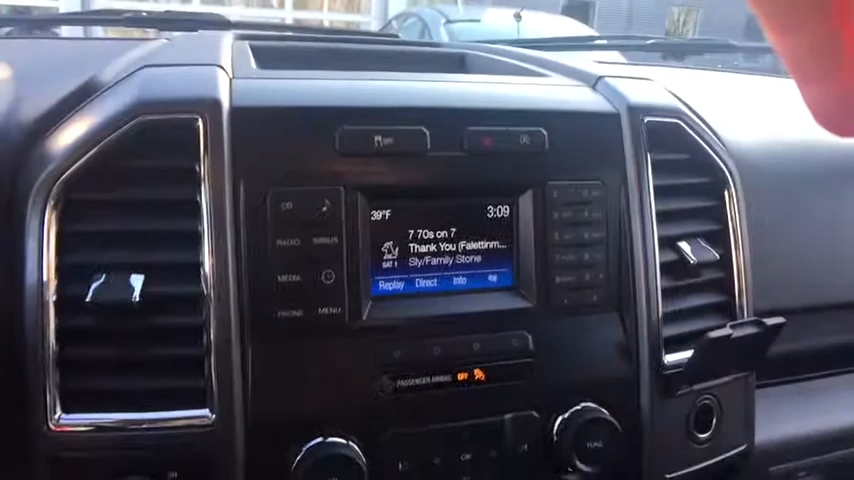 OFF
39°F
3:09
7 70s on 7
Thank You (Falettinm...
Sly/Family Stone
SAT 1
Replay
Direct
Info
CD
RADIO
SIRIUS
MEDIA
PHONE
MENU
PASSENGER AIRBAG
OFF
TUNE